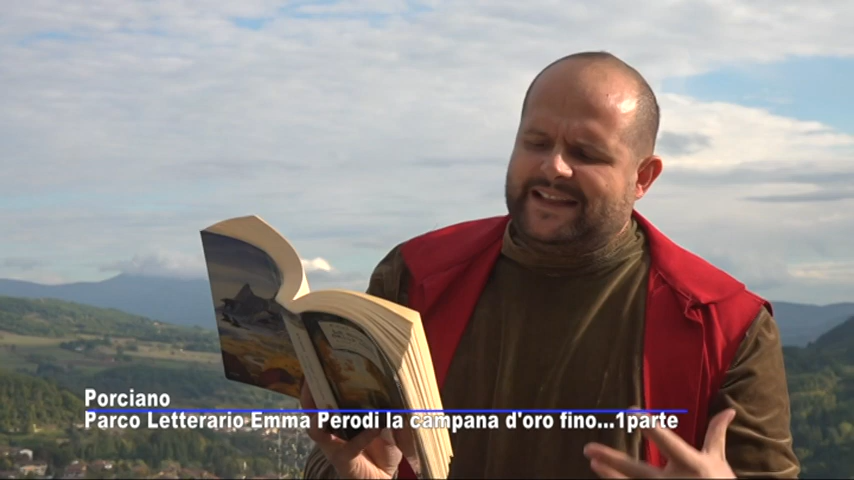 Porciano
Parco Letterario Emma Perodi la campana d'oro fino...1parte